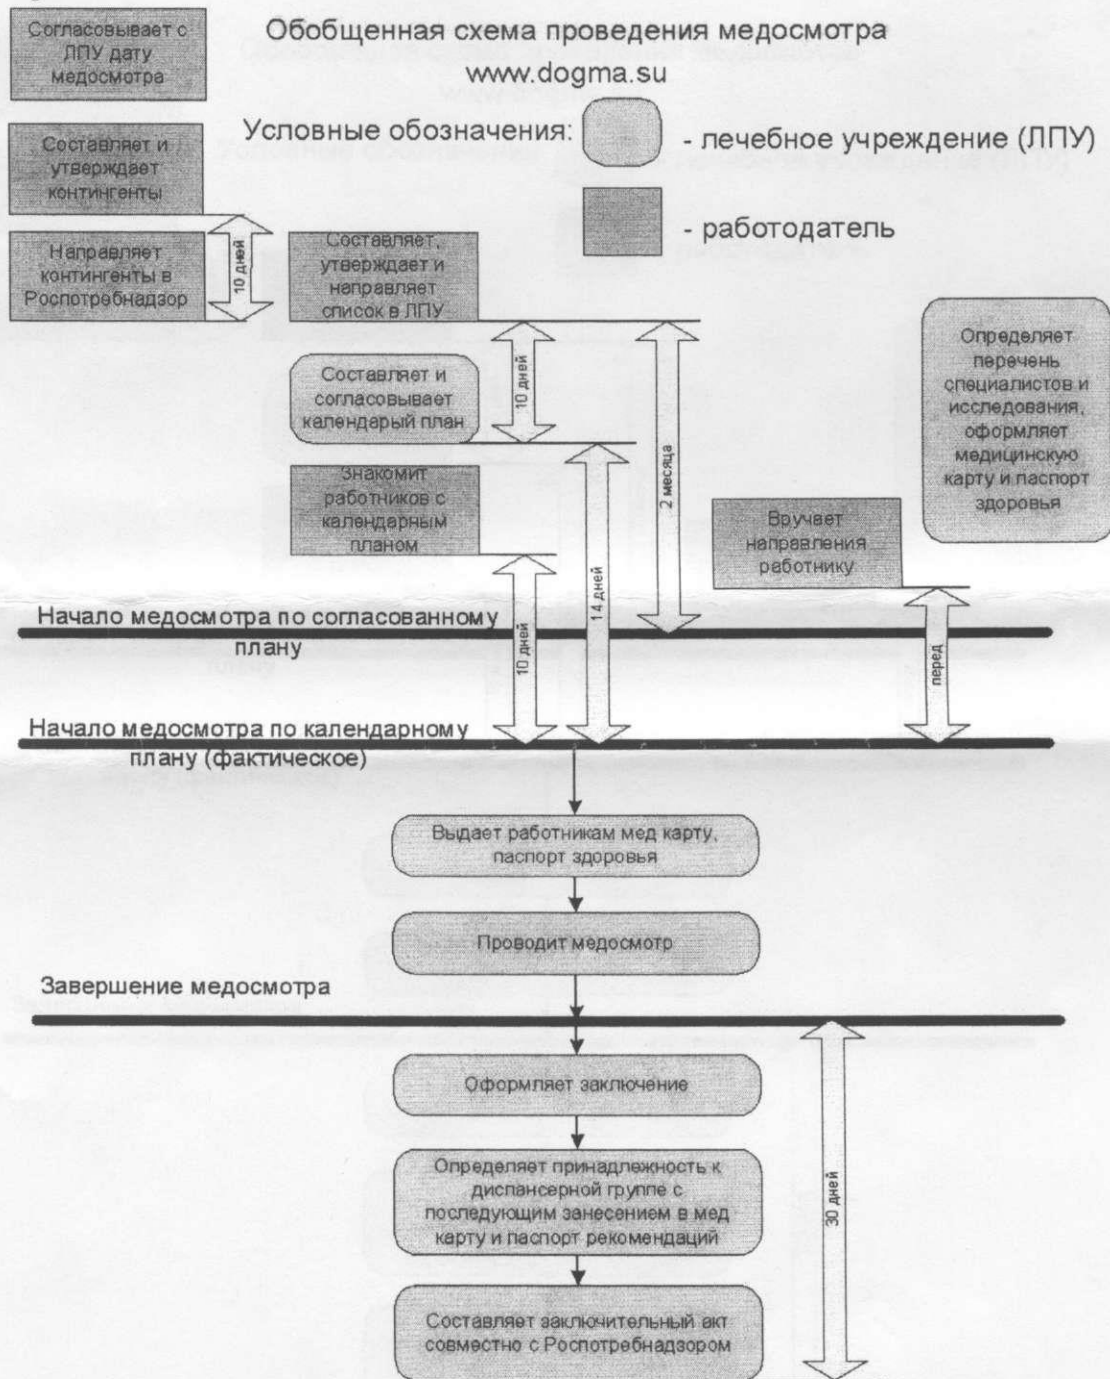 Согласовывает с
ЛПУ дату
медосмотра
Обобщенная схема проведения медосмотра
www.dogma.su
Условные обозначения:
- лечебное учреждение (ЛПУ)
- работодатель
Составляет и
утверждает
контингенты
Направляет
контингенты в
Роспотребнадзор
10 дней
Составляет,
утверждает и
направляет
список в ЛПУ
Составляет и
согласовывает
календарый план
10 дней
Знакомит
работников с
календарным
планом
2 месяца
14 дней
10 дней
Вручает
направления
работнику
Определяет
перечень
специалистов и
исследования,
оформляет
медицинскую
карту и паспорт
здоровья
перед
Начало медосмотра по согласованному
плану
Начало медосмотра по календарному
плану (фактическое)
Выдает работникам мед карту,
паспорт здоровья
Проводит медосмотр
Завершение медосмотра
Оформляет заключение
Определяет принадлежность к
диспансерной группе с
последующим занесением в мед
карту и паспорт рекомендаций
Составляет заключительный акт
совместно с Роспотребнадзором
30 дней